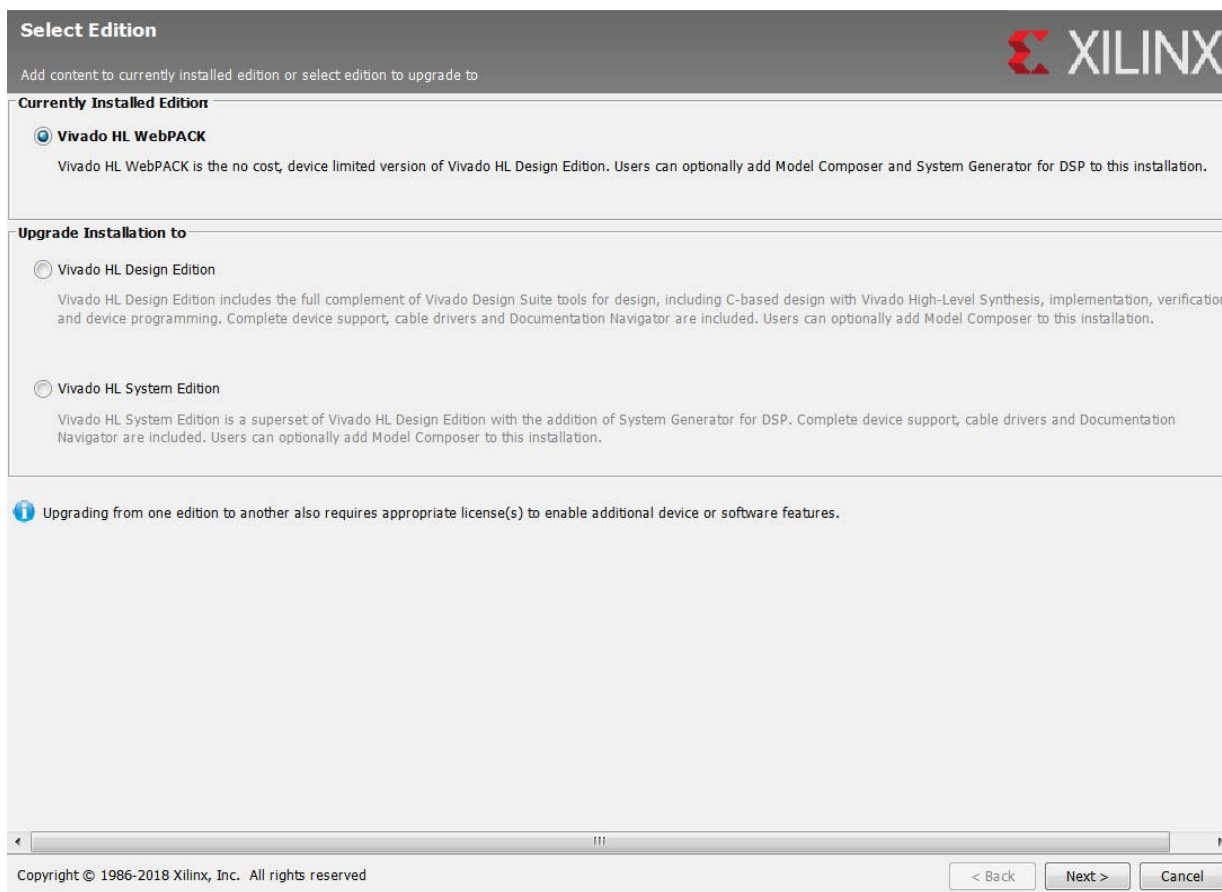 Select Edition
XILINX
Add content to currently installed edition or select edition to upgrade to
Currently Installed Edition:
Vivado HL WebPACK
Vivado HL WebPACK is the no cost, device limited version of Vivado HL Design Edition. Users can optionally add Model Composer and System Generator for DSP to this installation.
Upgrade Installation to
Vivado HL Design Edition
Vivado HL Design Edition includes the full complement of Vivado Design Suite tools for design, including C-based design with Vivado High-Level Synthesis, implementation, verification
and device programming. Complete device support, cable drivers and Documentation Navigator are included. Users can optionally add Model Composer to this installation.
Vivado HL System Edition
Vivado HL System Edition is a superset of Vivado HL Design Edition with the addition of System Generator for DSP. Complete device support, cable drivers and Documentation
Navigator are included. Users can optionally add Model Composer to this installation.
Upgrading from one edition to another also requires appropriate license(s) to enable additional device or software features.
Copyright © 1986-2018 Xilinx, Inc. All rights reserved
< Back Next > Cancel